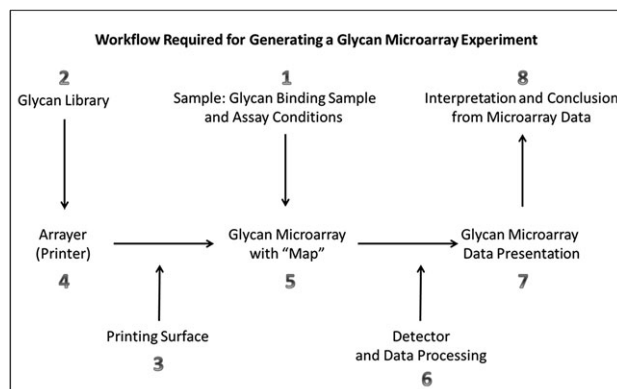 Workflow Required for Generating a Glycan Microarray Experiment
2
Glycan Library
1
Sample: Glycan Binding Sample
and Assay Conditions
8
Interpretation and Conclusion
from Microarray Data
Arrayer
(Printer)
4
Glycan Microarray
with “Map”
5
Glycan Microarray
Data Presentation
7
Printing Surface
3
Detector
and Data Processing
6